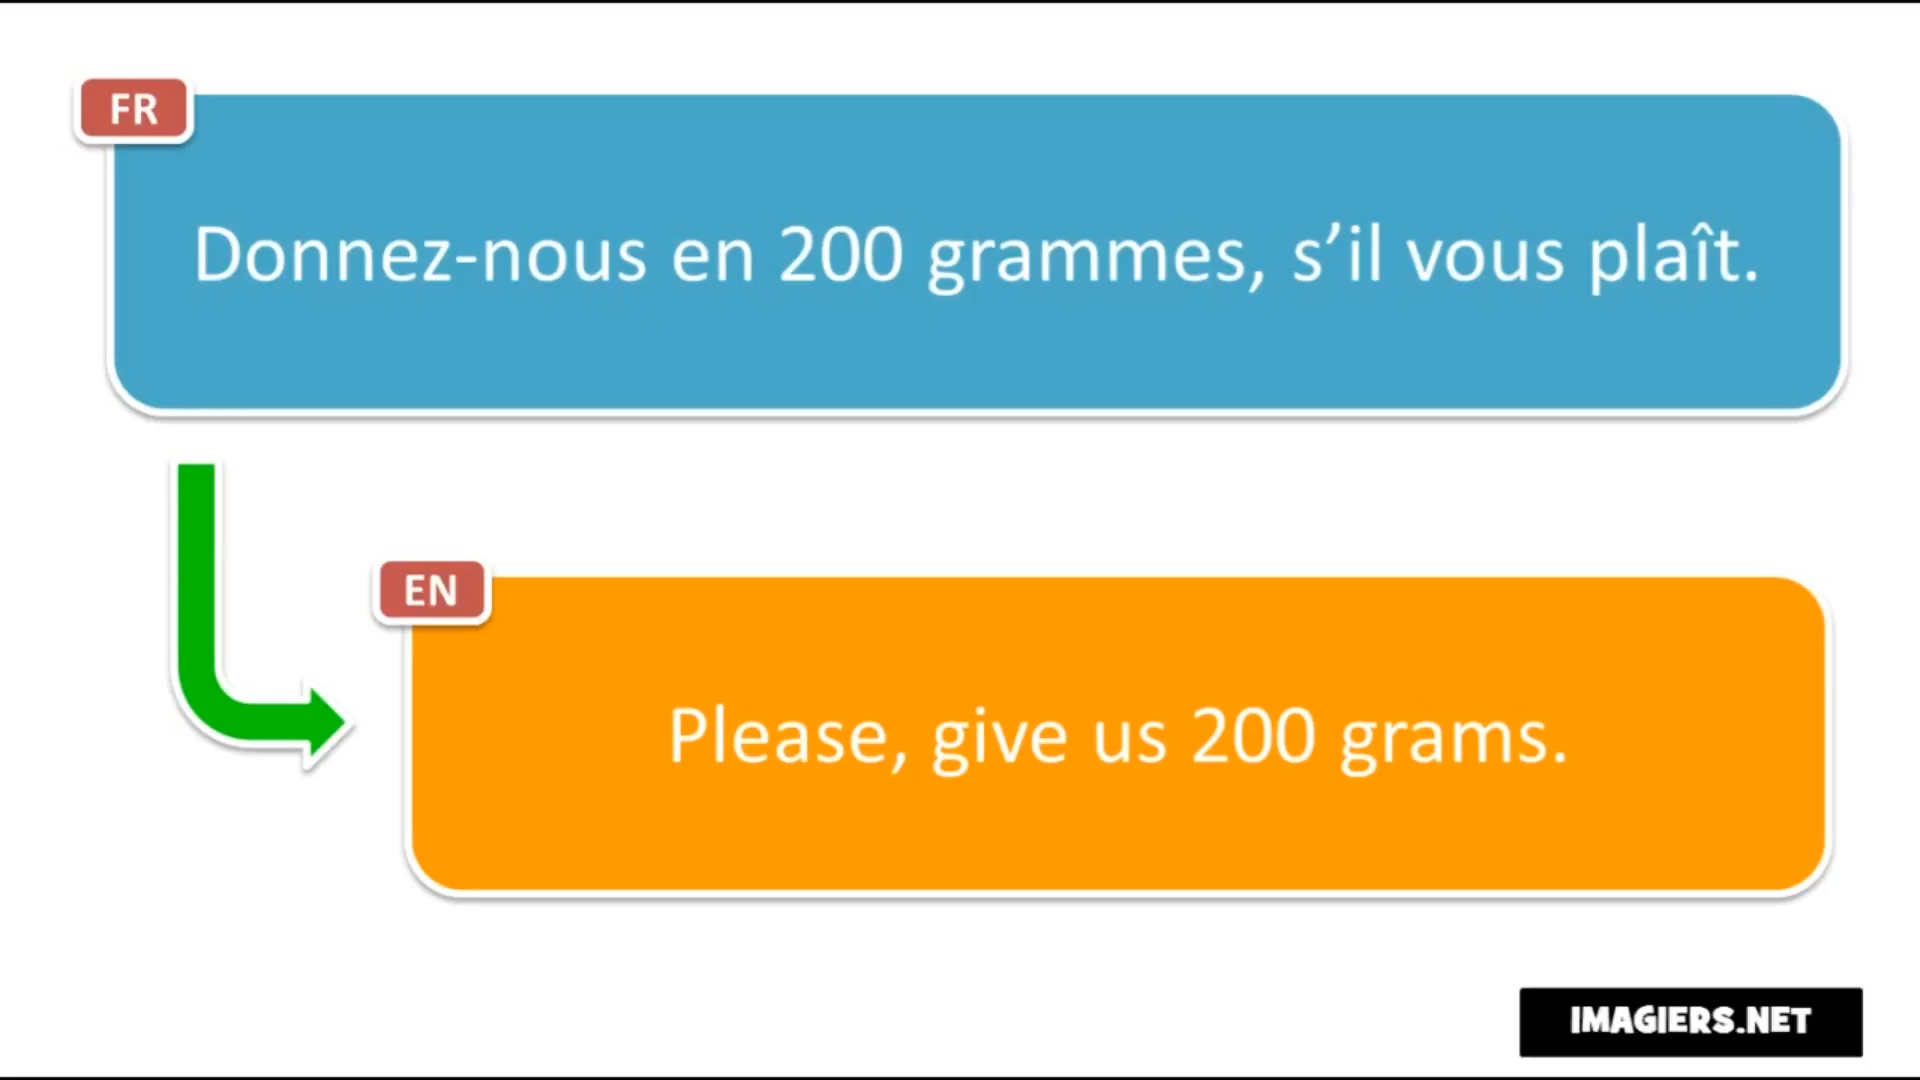 FR
Donnez-nous en 200 grammes, s’il vous plaît.
EN
Please, give us 200 grams.
IMAGIERS.NET